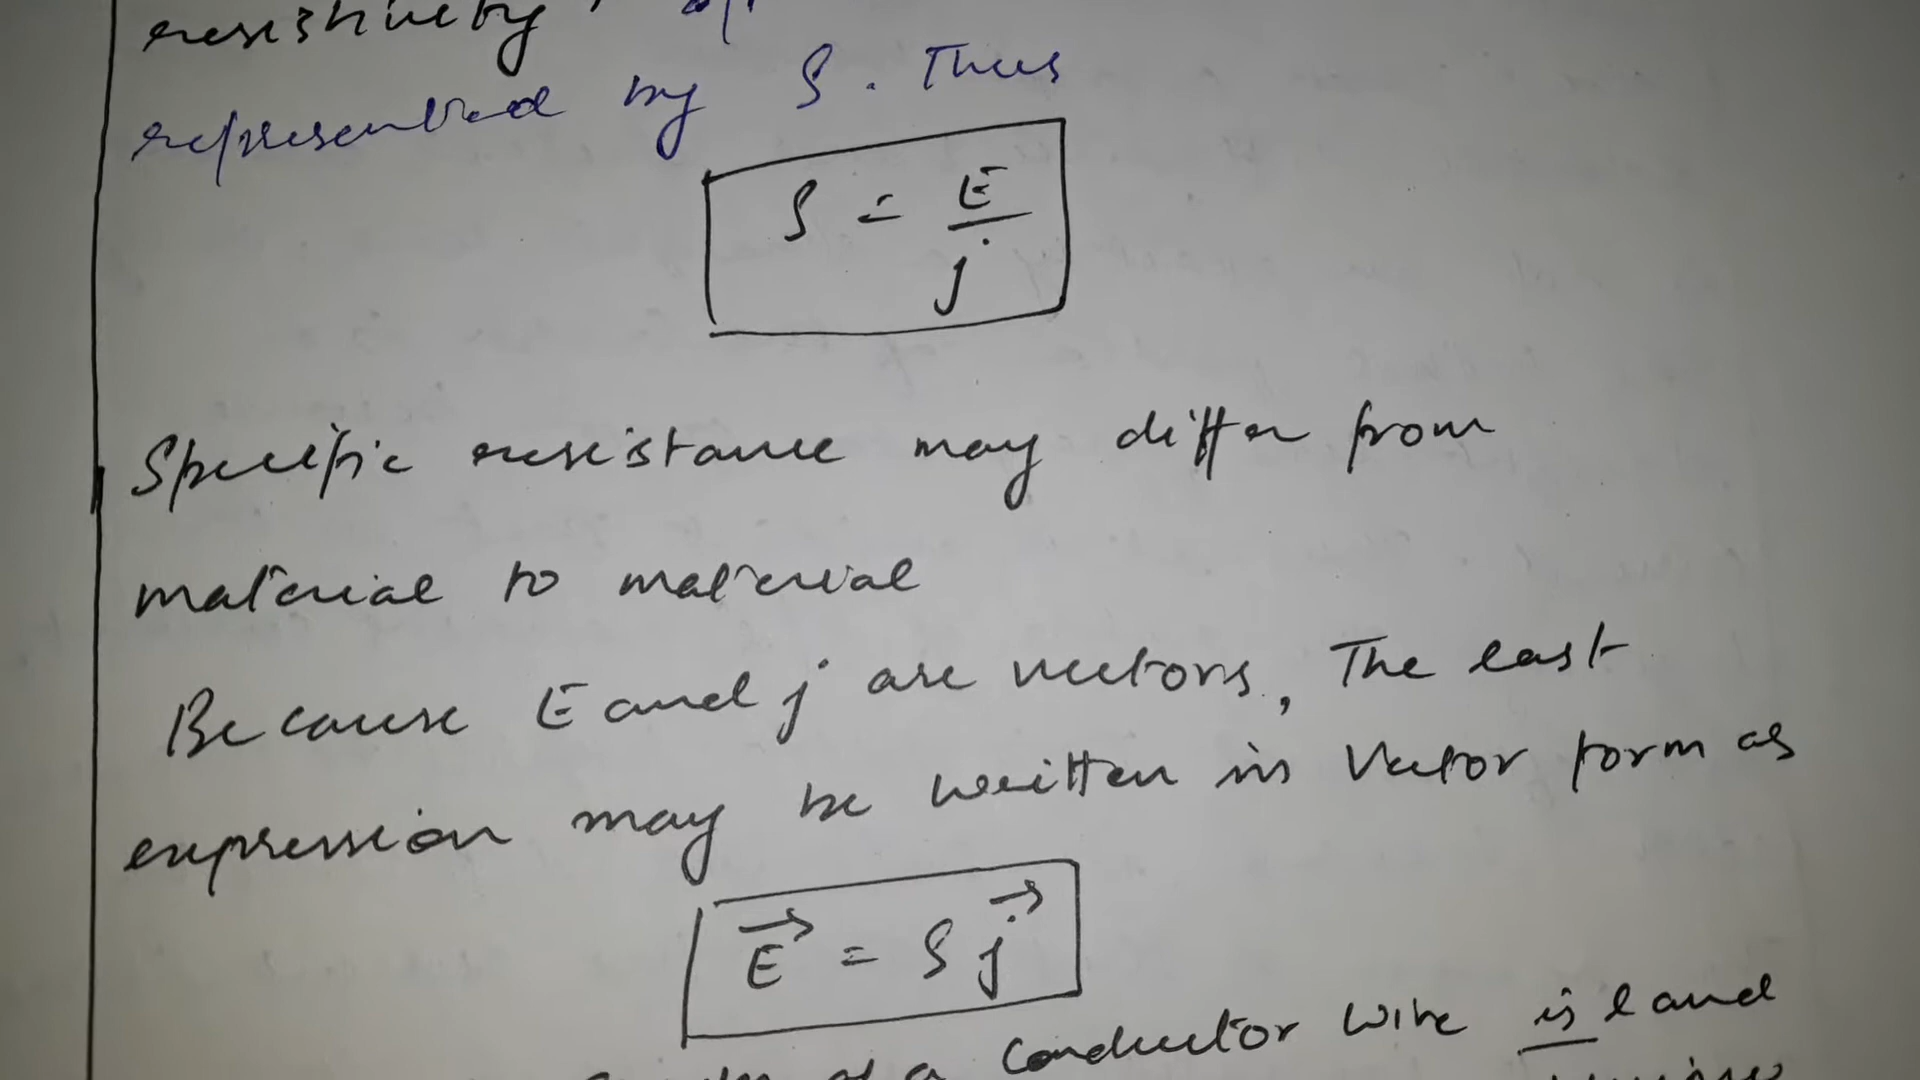 resistivity
represented by ρ. Thus
ρ = E/j
Specific resistance may differ from
material to material
Because E and j are vectors, The last
expression may be written in Vector form as
E⃗ = ρ j⃗
of a Conductor Wire is l and